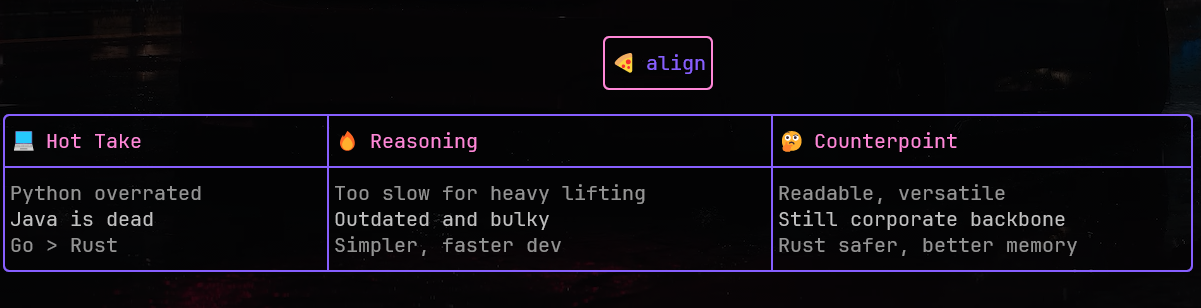 🍕 align
💻 Hot Take 🔥 Reasoning 🤔 Counterpoint
Python overrated Too slow for heavy lifting Readable, versatile
Java is dead Outdated and bulky Still corporate backbone
Go > Rust Simpler, faster dev Rust safer, better memory